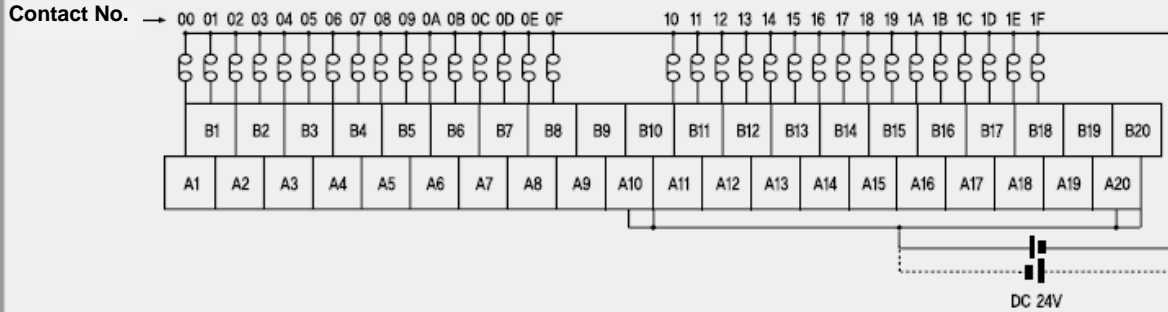 Contact No. 00 01 02 03 04 05 06 07 08 09 0A 0B 0C 0D 0E 0F 10 11 12 13 14 15 16 17 18 19 1A 1B 1C 1D 1E 1F
B1 B2 B3 B4 B5 B6 B7 B8 B9 B10 B11 B12 B13 B14 B15 B16 B17 B18 B19 B20
A1 A2 A3 A4 A5 A6 A7 A8 A9 A10 A11 A12 A13 A14 A15 A16 A17 A18 A19 A20
DC 24V